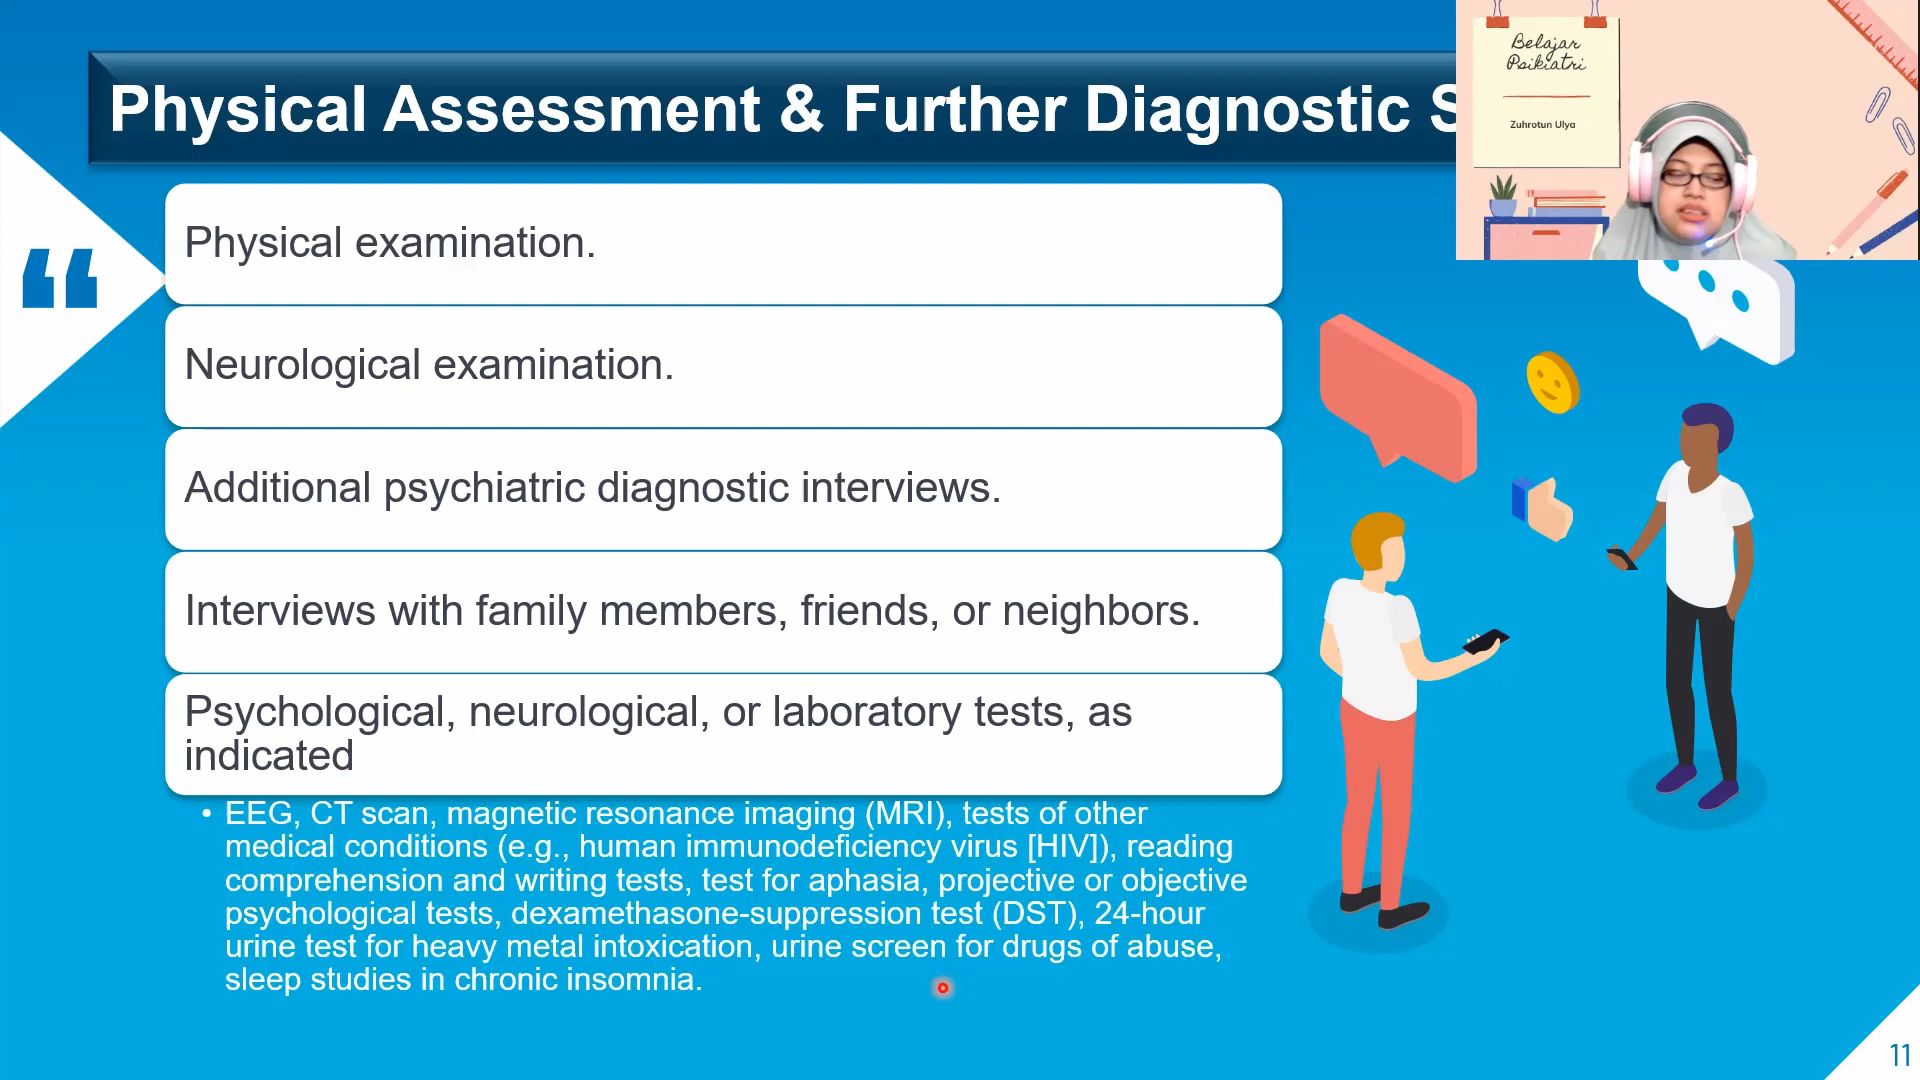 Physical Assessment & Further Diagnostic S
Belajar
Psikiatri
Zuhrotun Ulya
Physical examination.
Neurological examination.
Additional psychiatric diagnostic interviews.
Interviews with family members, friends, or neighbors.
Psychological, neurological, or laboratory tests, as
indicated
• EEG, CT scan, magnetic resonance imaging (MRI), tests of other
medical conditions (e.g., human immunodeficiency virus [HIV]), reading
comprehension and writing tests, test for aphasia, projective or objective
psychological tests, dexamethasone-suppression test (DST), 24-hour
urine test for heavy metal intoxication, urine screen for drugs of abuse,
sleep studies in chronic insomnia.
11